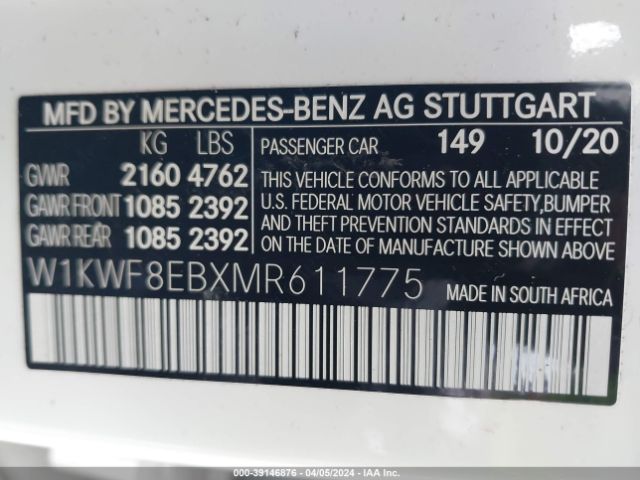 MFD BY MERCEDES-BENZ AG STUTTGART
KG LBS
GVWR 2160 4762
GAWR FRONT 1085 2392
GAWR REAR 1085 2392
PASSENGER CAR 149 10/20
THIS VEHICLE CONFORMS TO ALL APPLICABLE
U.S. FEDERAL MOTOR VEHICLE SAFETY,BUMPER
AND THEFT PREVENTION STANDARDS IN EFFECT
ON THE DATE OF MANUFACTURE SHOWN ABOVE.
W1KWF8EBXMR611775
MADE IN SOUTH AFRICA
000-39146876 | 04/05/2024 | IAA Inc.